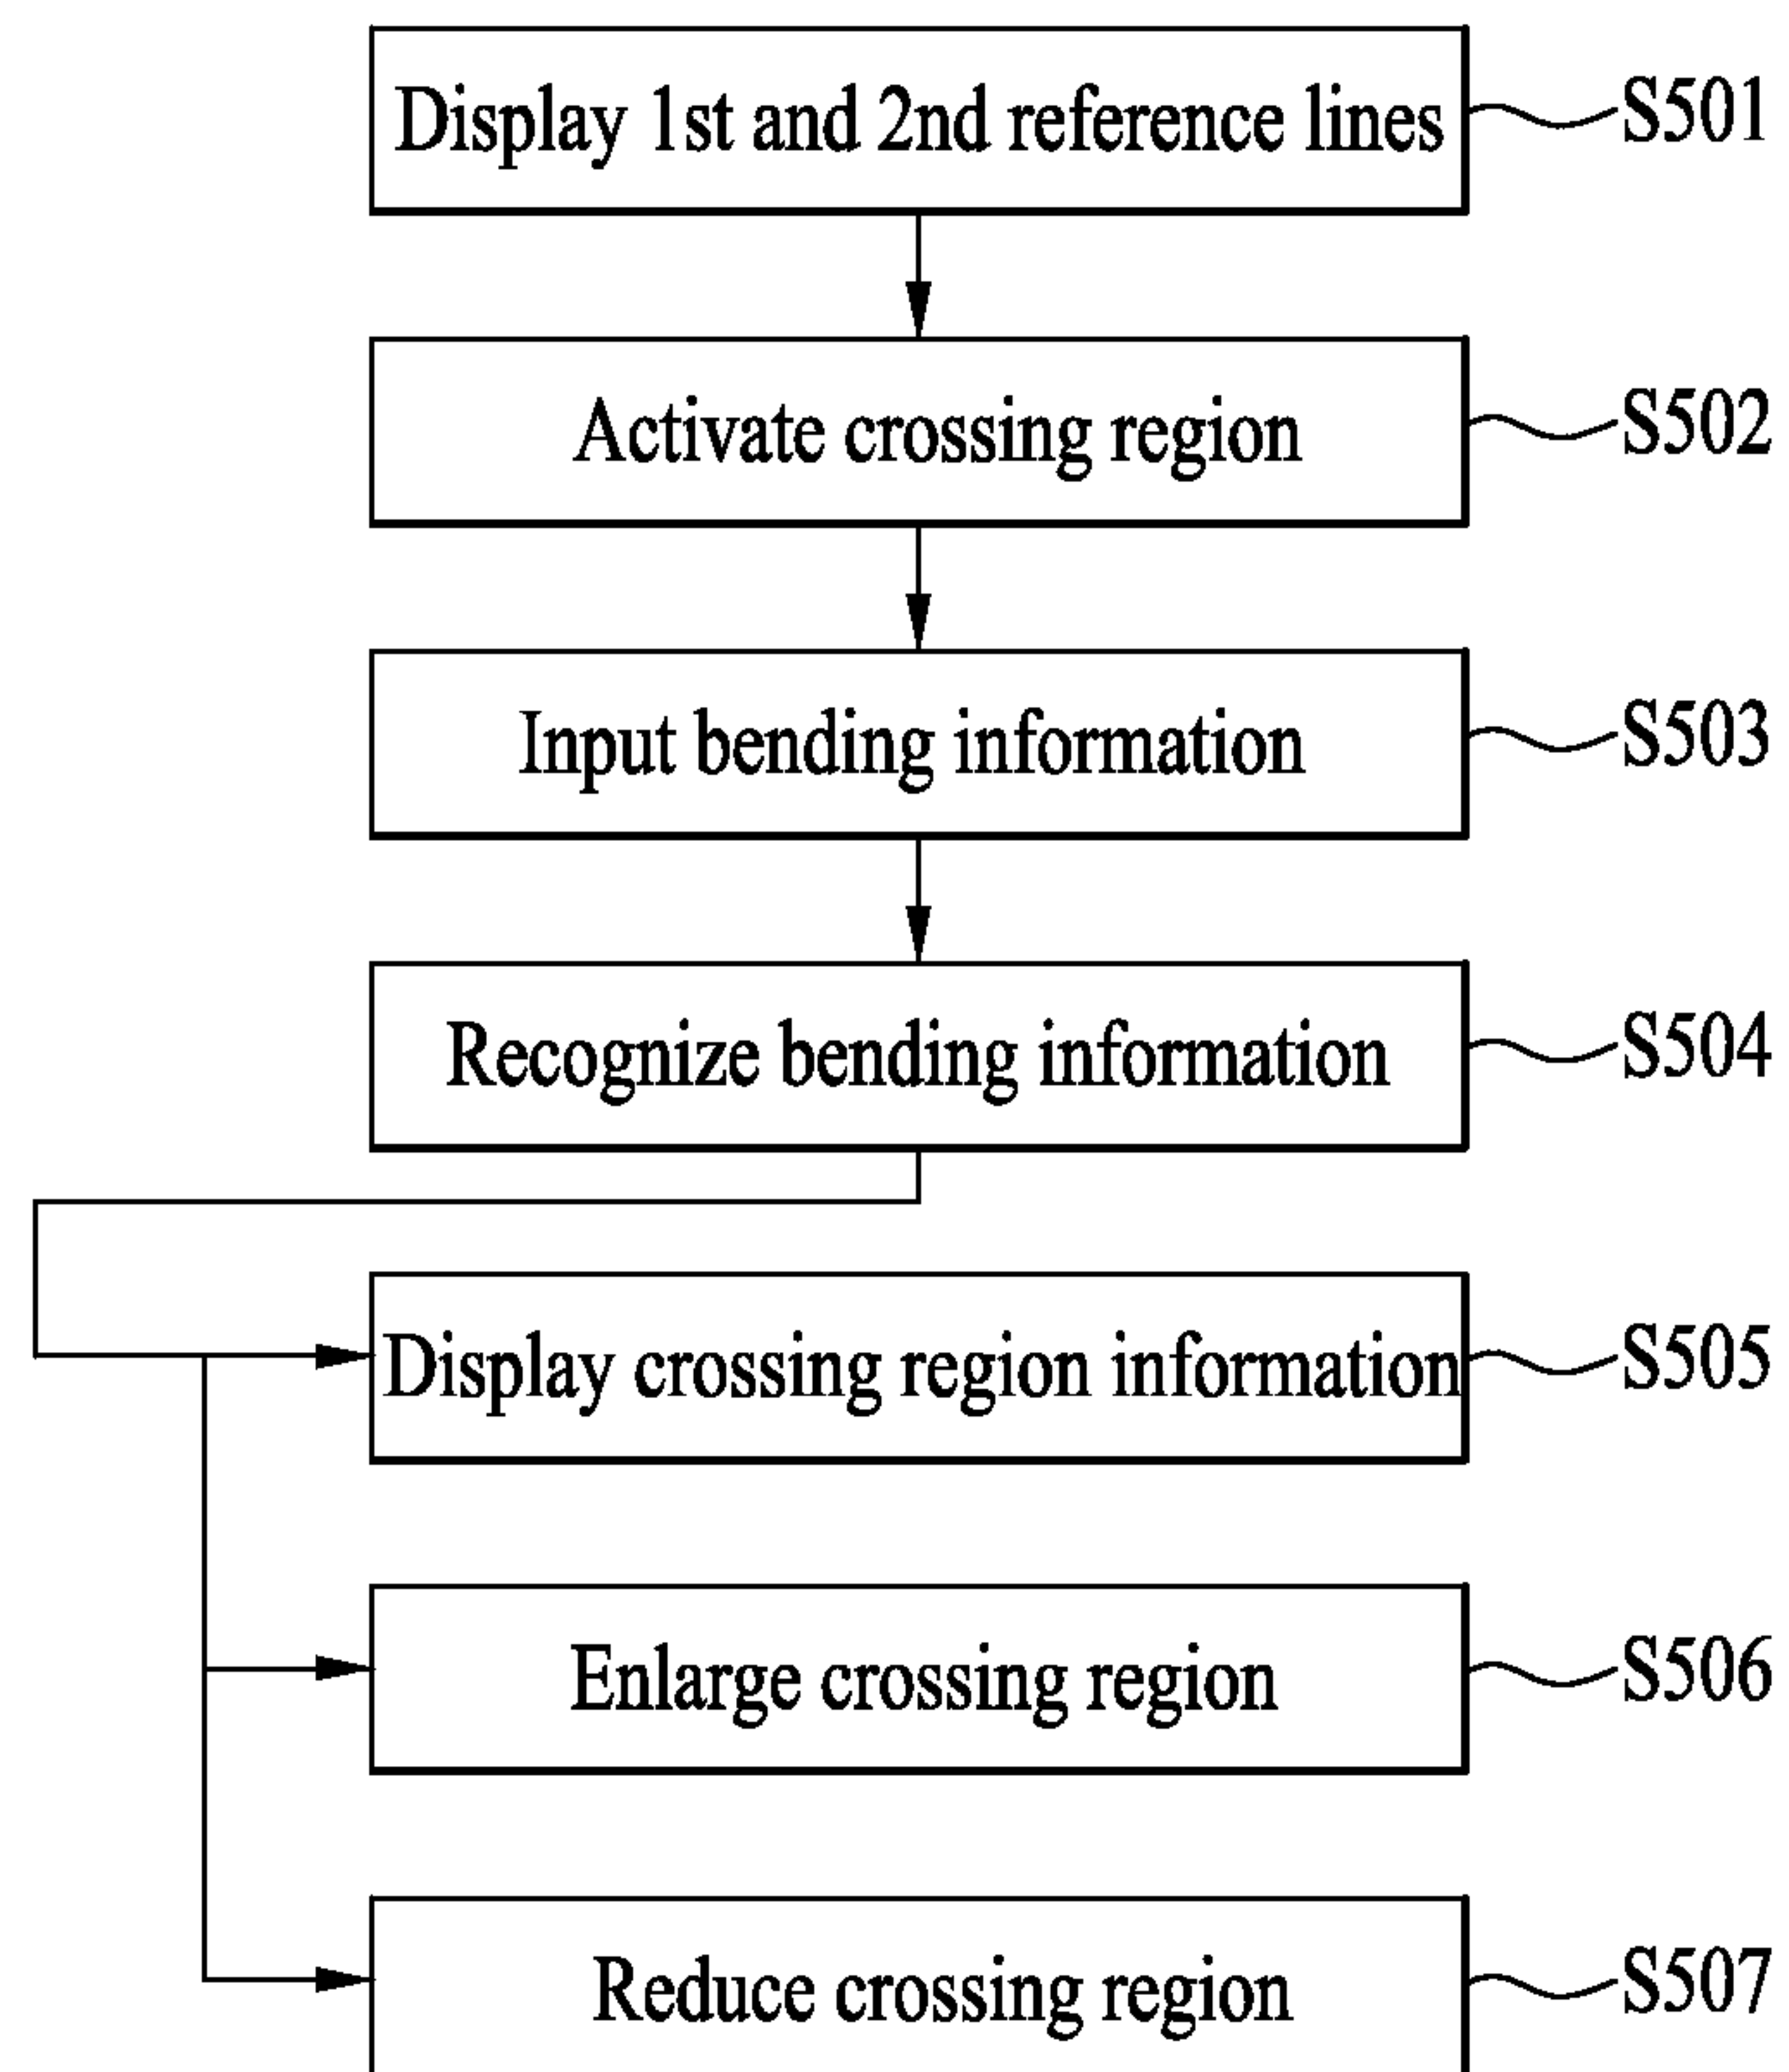 Display 1st and 2nd reference lines
S501
Activate crossing region
S502
Input bending information
S503
Recognize bending information
S504
Display crossing region information
S505
Enlarge crossing region
S506
Reduce crossing region
S507